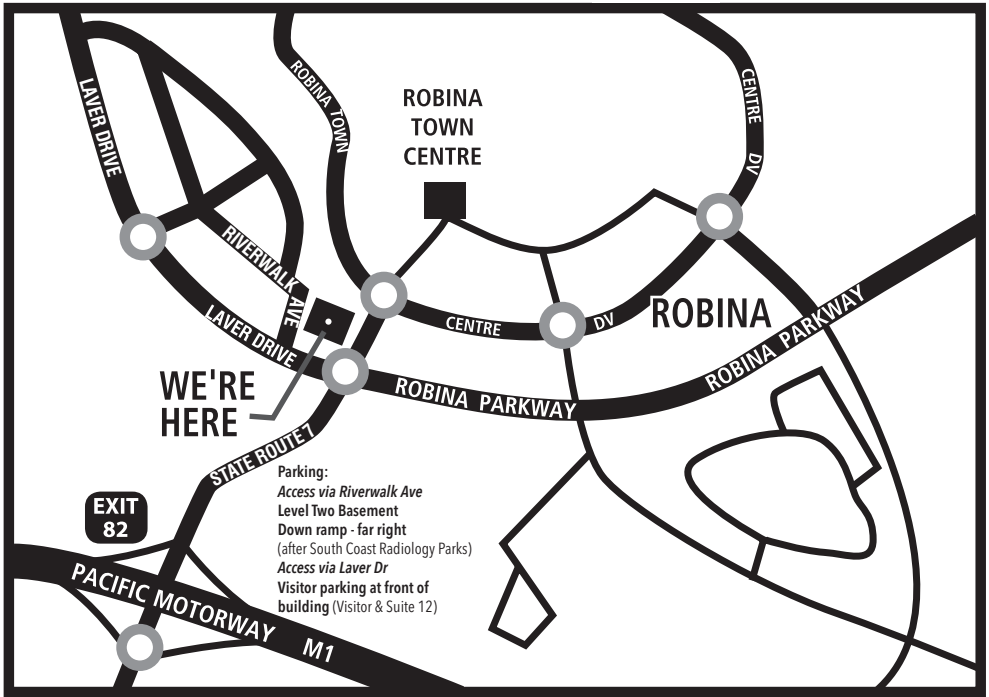 LAVER DRIVE
ROBINA TOWN
CENTRE DV
ROBINA
TOWN
CENTRE
RIVERWALK AVE
LAVER DRIVE
CENTRE DV
ROBINA
ROBINA PARKWAY
WE'RE
HERE
ROBINA PARKWAY
STATE ROUTE 7
Parking:
Access via Riverwalk Ave
Level Two Basement
Down ramp - far right
(after South Coast Radiology Parks)
Access via Laver Dr
Visitor parking at front of
building (Visitor & Suite 12)
EXIT
82
PACIFIC MOTORWAY M1